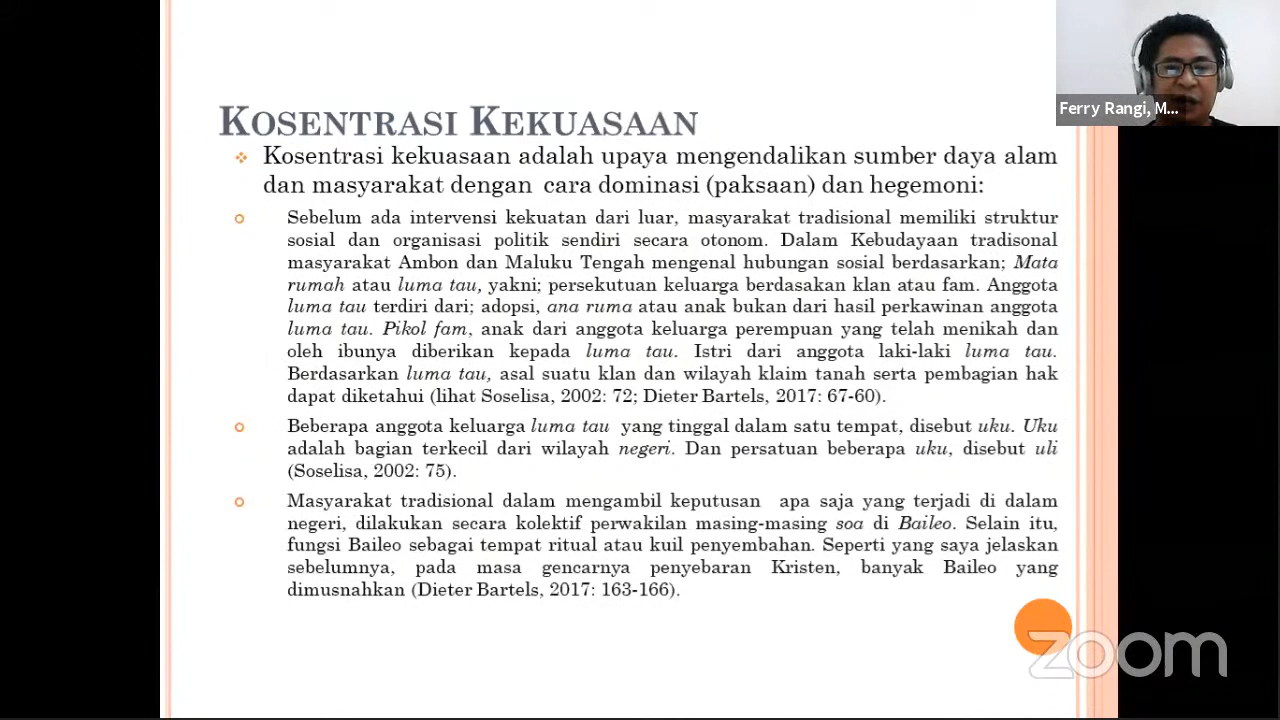 KOSENTRASI KEKUASAAN
Kosentrasi kekuasaan adalah upaya mengendalikan sumber daya alam
dan masyarakat dengan cara dominasi (paksaan) dan hegemoni:
Sebelum ada intervensi kekuatan dari luar, masyarakat tradisional memiliki struktur
sosial dan organisasi politik sendiri secara otonom. Dalam Kebudayaan tradisonal
masyarakat Ambon dan Maluku Tengah mengenal hubungan sosial berdasarkan; Mata
rumah atau luma tau, yakni; persekutuan keluarga berdasakan klan atau fam. Anggota
luma tau terdiri dari; adopsi, ana ruma atau anak bukan dari hasil perkawinan anggota
luma tau. Pikol fam, anak dari anggota keluarga perempuan yang telah menikah dan
oleh ibunya diberikan kepada luma tau. Istri dari anggota laki-laki luma tau.
Berdasarkan luma tau, asal suatu klan dan wilayah klaim tanah serta pembagian hak
dapat diketahui (lihat Soselisa, 2002: 72; Dieter Bartels, 2017: 67-60).
Beberapa anggota keluarga luma tau yang tinggal dalam satu tempat, disebut uku. Uku
adalah bagian terkecil dari wilayah negeri. Dan persatuan beberapa uku, disebut uli
(Soselisa, 2002: 75).
Masyarakat tradisional dalam mengambil keputusan apa saja yang terjadi di dalam
negeri, dilakukan secara kolektif perwakilan masing-masing soa di Baileo. Selain itu,
fungsi Baileo sebagai tempat ritual atau kuil penyembahan. Seperti yang saya jelaskan
sebelumnya, pada masa gencarnya penyebaran Kristen, banyak Baileo yang
dimusnahkan (Dieter Bartels, 2017: 163-166).
Ferry Rangi, M...
zoom